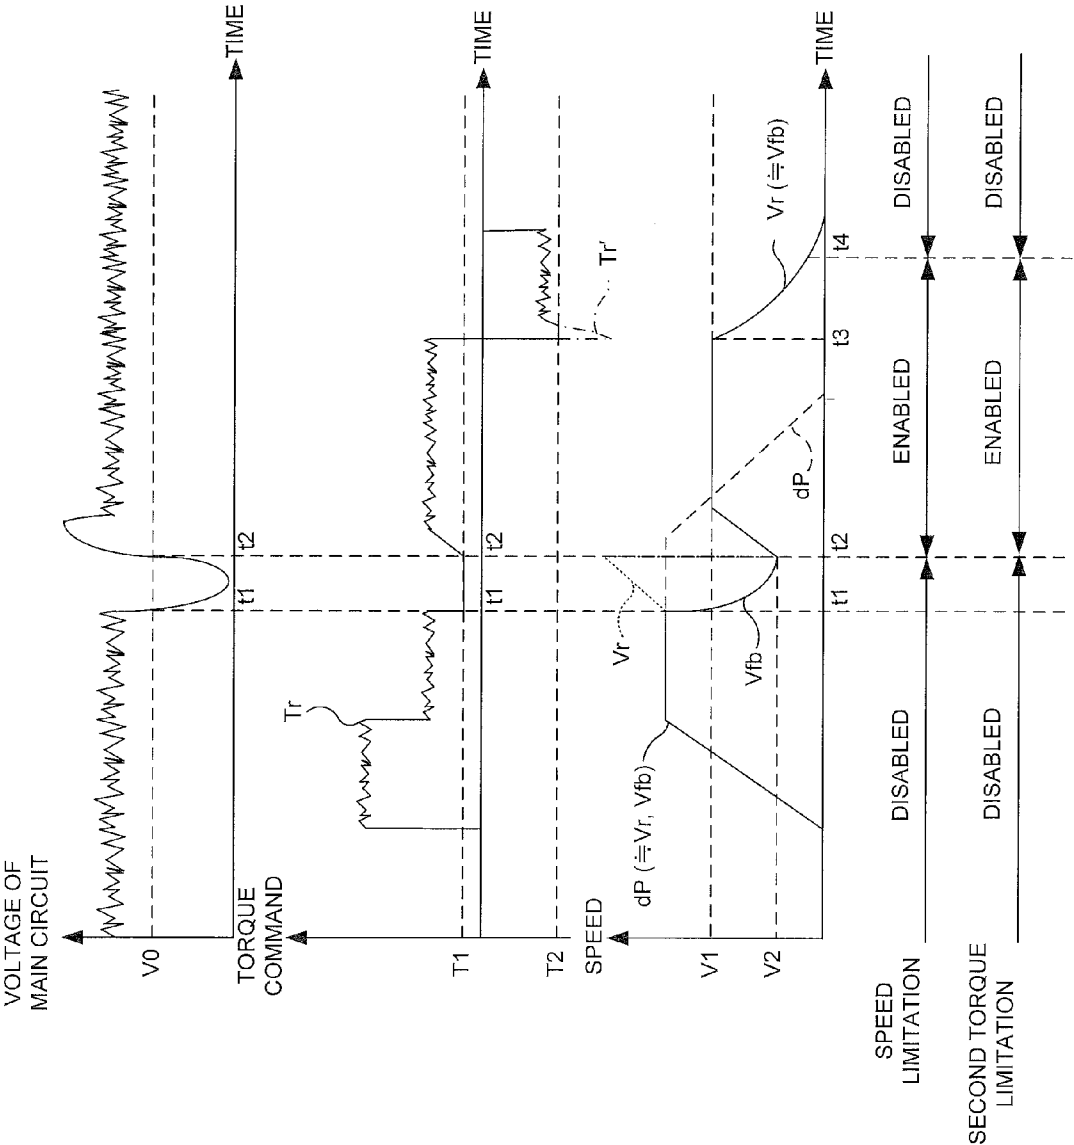 VOLTAGE OF
MAIN CIRCUIT
V0
t1
t2
TIME
TORQUE
COMMAND
Tr
T1
T2
t1
t2
Tr'
TIME
SPEED
V1
V2
dP (≒Vr, Vfb)
Vr
Vfb
dP
Vr (≒Vfb)
t1
t2
t3
t4
TIME
SPEED
LIMITATION
DISABLED
ENABLED
DISABLED
SECOND TORQUE
LIMITATION
DISABLED
ENABLED
DISABLED